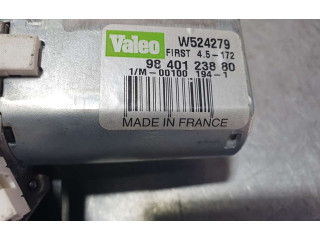 Valeo W524279
FIRST 4.5-172
98 401 238 80
1/M-00100 194-1
MADE IN FRANCE